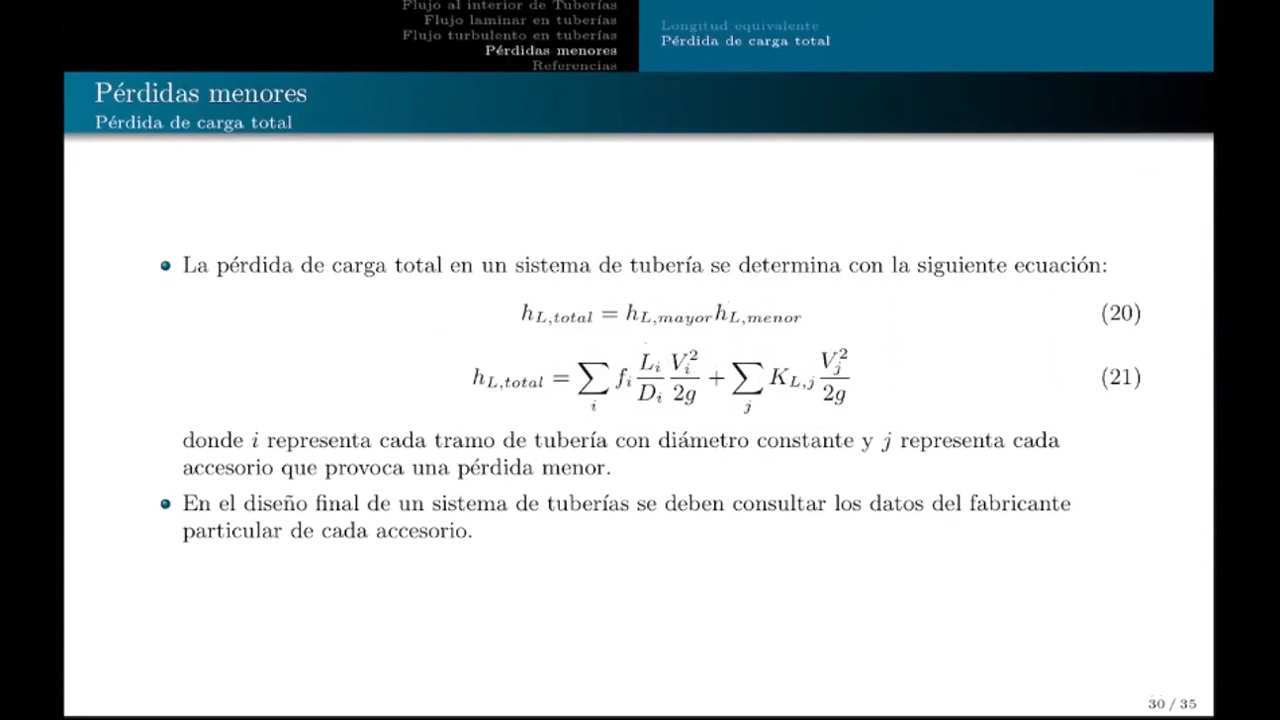 Flujo al interior de Tuberías
Flujo laminar en tuberías
Flujo turbulento en tuberías
Pérdidas menores
Referencias
Longitud equivalente
Pérdida de carga total
Pérdidas menores
Pérdida de carga total
La pérdida de carga total en un sistema de tubería se determina con la siguiente ecuación:
h_{L,total} = h_{L,mayor} h_{L,menor} (20)
h_{L,total} = \sum_i f_i \frac{L_i}{D_i} \frac{V_i^2}{2g} + \sum_j K_{L,j} \frac{V_j^2}{2g} (21)
donde i representa cada tramo de tubería con diámetro constante y j representa cada
accesorio que provoca una pérdida menor.
En el diseño final de un sistema de tuberías se deben consultar los datos del fabricante
particular de cada accesorio.
30 / 35